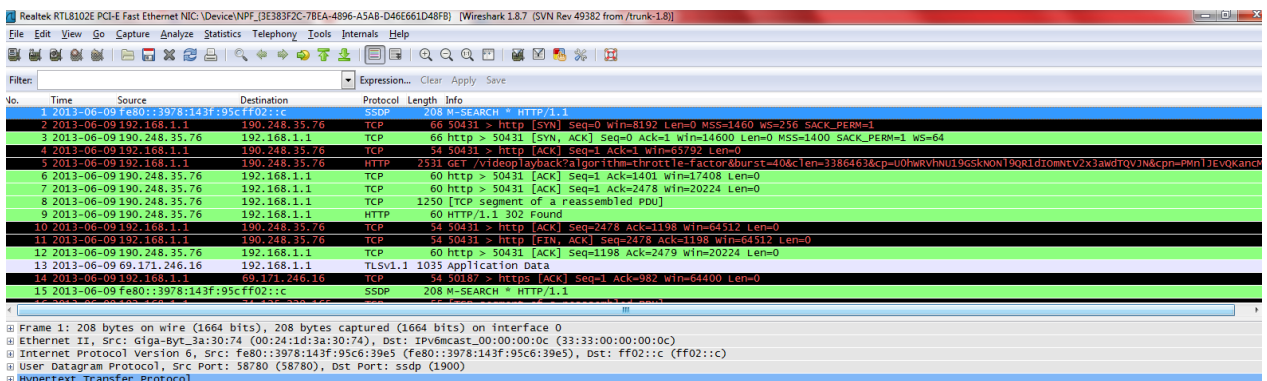 Realtek RTL8102E PCI-E Fast Ethernet NIC: \Device\NPF_{3E383F2C-7BEA-4896-A5AB-D46E661D48FB} [Wireshark 1.8.7 (SVN Rev 49382 from /trunk-1.8)]
File Edit View Go Capture Analyze Statistics Telephony Tools Internals Help
Filter: Expression... Clear Apply Save
No. Time Source Destination Protocol Length Info
1 2013-06-09 fe80::3978:143f:95c ff02::c SSDP 208 M-SEARCH * HTTP/1.1
2 2013-06-09 192.168.1.1 190.248.35.76 TCP 66 50431 > http [SYN] Seq=0 Win=8192 Len=0 MSS=1460 WS=256 SACK_PERM=1
3 2013-06-09 190.248.35.76 192.168.1.1 TCP 66 http > 50431 [SYN, ACK] Seq=0 Ack=1 Win=14600 Len=0 MSS=1400 SACK_PERM=1 WS=64
4 2013-06-09 192.168.1.1 190.248.35.76 TCP 54 50431 > http [ACK] Seq=1 Ack=1 Win=65792 Len=0
5 2013-06-09 192.168.1.1 190.248.35.76 HTTP 2531 GET
6 2013-06-09 190.248.35.76 192.168.1.1 TCP 60 http > 50431 [ACK] Seq=1 Ack=1401 Win=17408 Len=0
7 2013-06-09 190.248.35.76 192.168.1.1 TCP 60 http > 50431 [ACK] Seq=1 Ack=2478 Win=20224 Len=0
8 2013-06-09 190.248.35.76 192.168.1.1 TCP 1250 [TCP segment of a reassembled PDU]
9 2013-06-09 190.248.35.76 192.168.1.1 HTTP 60 HTTP/1.1 302 Found
10 2013-06-09 192.168.1.1 190.248.35.76 TCP 54 50431 > http [ACK] Seq=2478 Ack=1198 Win=64512 Len=0
11 2013-06-09 192.168.1.1 190.248.35.76 TCP 54 50431 > http [FIN, ACK] Seq=2478 Ack=1198 Win=64512 Len=0
12 2013-06-09 190.248.35.76 192.168.1.1 TCP 60 http > 50431 [ACK] Seq=1198 Ack=2479 Win=20224 Len=0
13 2013-06-09 69.171.246.16 192.168.1.1 TLSv1.1 1035 Application Data
14 2013-06-09 192.168.1.1 69.171.246.16 TCP 54 50187 > https [ACK] Seq=1 Ack=982 Win=64400 Len=0
15 2013-06-09 fe80::3978:143f:95c ff02::c SSDP 208 M-SEARCH * HTTP/1.1
Frame 1: 208 bytes on wire (1664 bits), 208 bytes captured (1664 bits) on interface 0
Ethernet II, Src: Giga-Byt_3a:30:74 (00:24:1d:3a:30:74), Dst: IPv6mcast_00:00:00:0c (33:33:00:00:00:0c)
Internet Protocol Version 6, Src: fe80::3978:143f:95c6:39e5 (fe80::3978:143f:95c6:39e5), Dst: ff02::c (ff02::c)
User Datagram Protocol, Src Port: 58780 (58780), Dst Port: ssdp (1900)
Hypertext Transfer Protocol